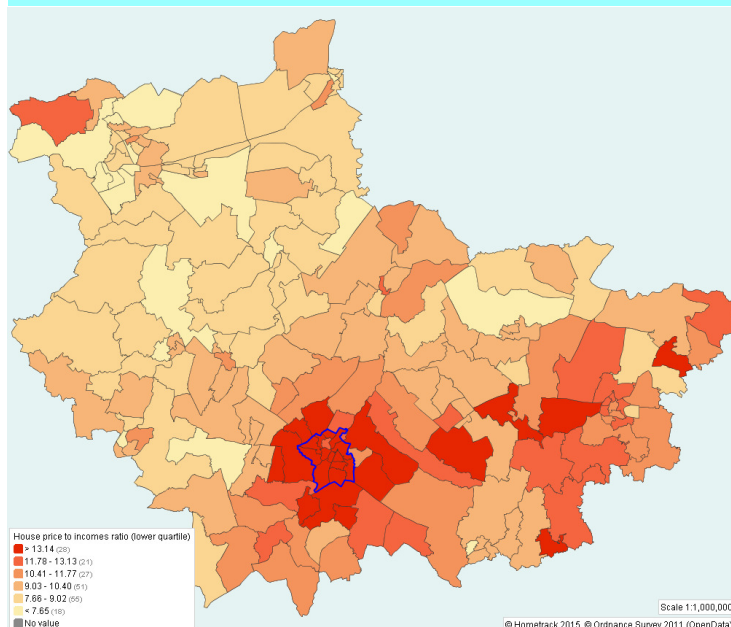 House price to incomes ratio (lower quartile)
> 13.14 (28)
11.78 - 13.13 (21)
10.41 - 11.77 (27)
9.03 - 10.40 (51)
7.66 - 9.02 (55)
< 7.65 (18)
No value
Scale 1:1,000,000
© Hometrack 2015, © Ordnance Survey 2011 (OpenData)